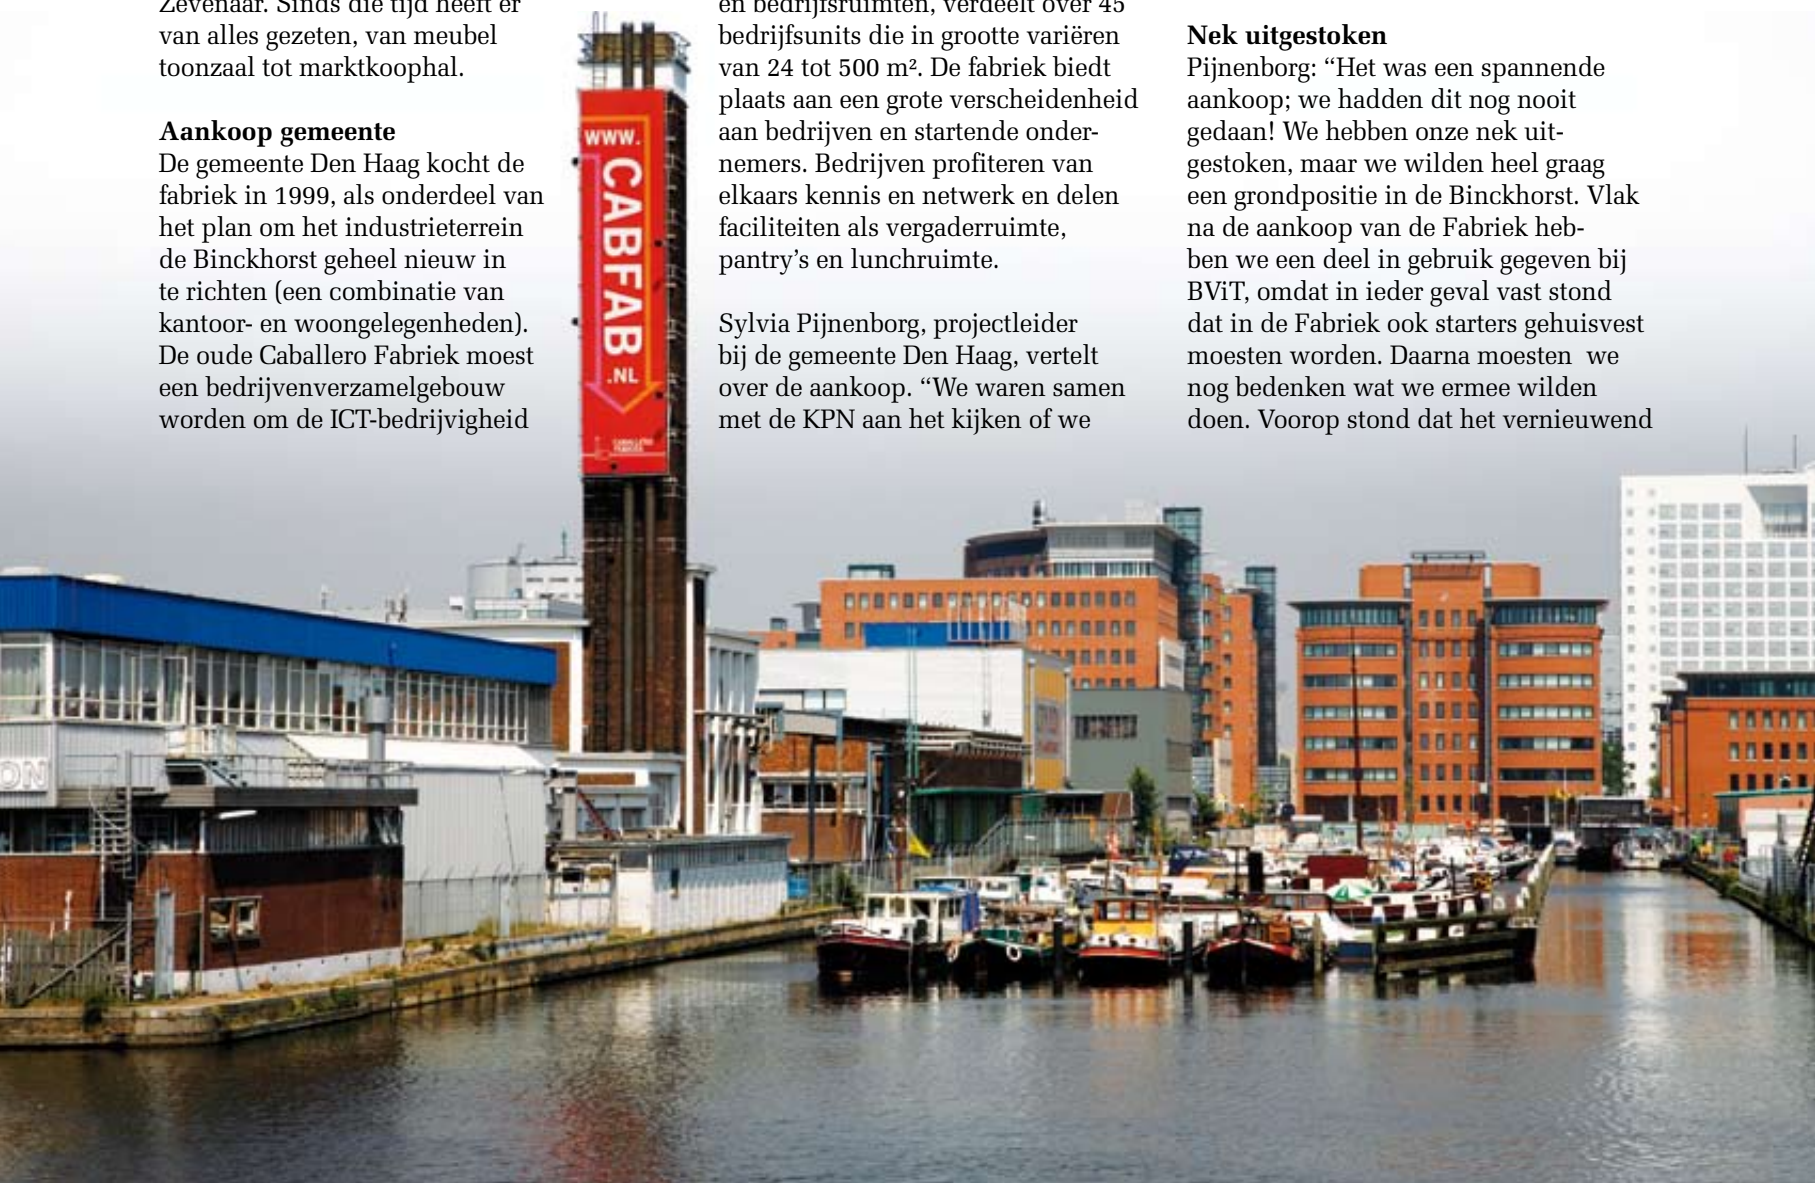 Zevenaar. Sinds die tijd heeft er
van alles gezeten, van meubel
toonzaal tot marktkoophal.
Aankoop gemeente
De gemeente Den Haag kocht de
fabriek in 1999, als onderdeel van
het plan om het industrieterrein
de Binckhorst geheel nieuw in
te richten (een combinatie van
kantoor- en woongelegenheden).
De oude Caballero Fabriek moest
een bedrijvenverzamelgebouw
worden om de ICT-bedrijvigheid
WWW.
CABFAB
.NL
CABALLERO
FABRIEK
en bedrijfsruimten, verdeelt over 45
bedrijfsunits die in grootte variëren
van 24 tot 500 m². De fabriek biedt
plaats aan een grote verscheidenheid
aan bedrijven en startende onder-
nemers. Bedrijven profiteren van
elkaars kennis en netwerk en delen
faciliteiten als vergaderruimte,
pantry’s en lunchruimte.
Sylvia Pijnenborg, projectleider
bij de gemeente Den Haag, vertelt
over de aankoop. “We waren samen
met de KPN aan het kijken of we
Nek uitgestoken
Pijnenborg: “Het was een spannende
aankoop; we hadden dit nog nooit
gedaan! We hebben onze nek uit-
gestoken, maar we wilden heel graag
een grondpositie in de Binckhorst. Vlak
na de aankoop van de Fabriek heb-
ben we een deel in gebruik gegeven bij
BViT, omdat in ieder geval vast stond
dat in de Fabriek ook starters gehuisvest
moesten worden. Daarna moesten we
nog bedenken wat we ermee wilden
doen. Voorop stond dat het vernieuwend
ON